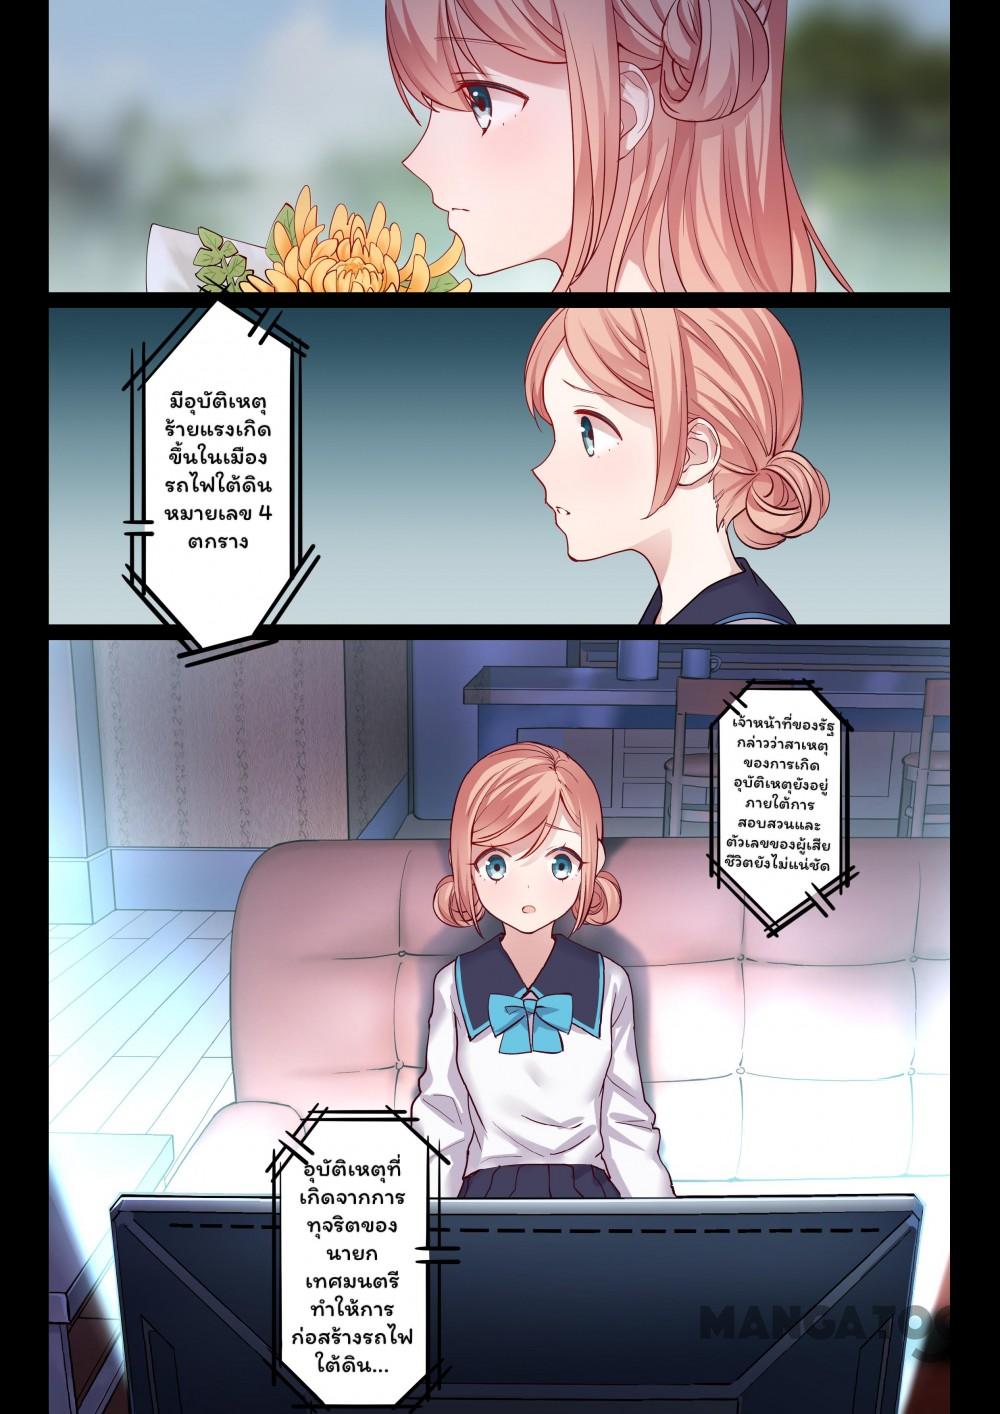 มีอุบัติเหตุ
ร้ายแรงเกิด
ขึ้นในเมือง
รถไฟใต้ดิน
หมายเลข 4
ตกราง
เจ้าหน้าที่ของรัฐ
กล่าวว่าสาเหตุ
ของการเกิด
อุบัติเหตุยังอยู่
ภายใต้การ
สอบสวนและ
ตัวเลขของผู้เสีย
ชีวิตยังไม่แน่ชัด
อุบัติเหตุที่
เกิดจากการ
ทุจริตของ
นายก
เทศมนตรี
ทำให้การ
ก่อสร้างรถไฟ
ใต้ดิน...